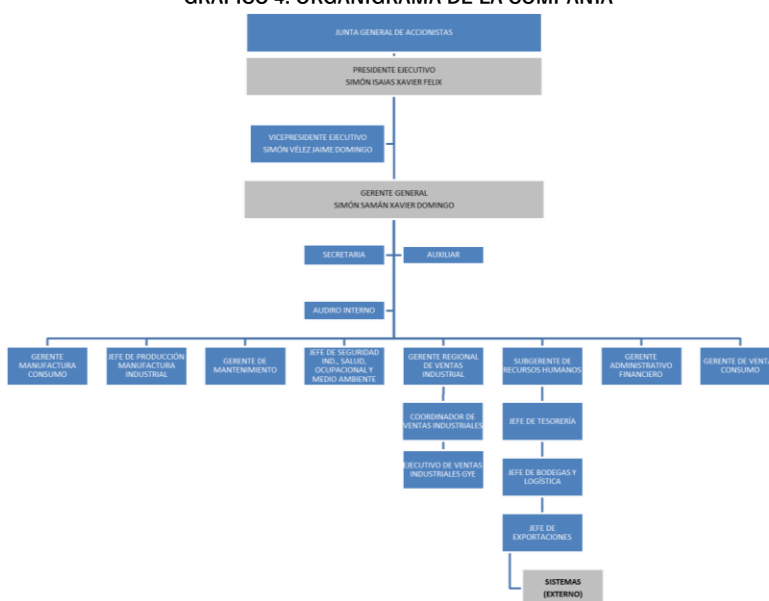 GRÁFICO 4. ORGANIGRAMA DE LA COMPAÑÍA
JUNTA GENERAL DE ACCIONISTAS
PRESIDENTE EJECUTIVO
SIMÓN ISAIAS XAVIER FELIX
VICEPRESIDENTE EJECUTIVO
SIMÓN VÉLEZ JAIME DOMINGO
GERENTE GENERAL
SIMÓN SAMÁN XAVIER DOMINGO
SECRETARIA
AUXILIAR
AUDIRO INTERNO
GERENTE
MANUFACTURA
CONSUMO
JEFE DE PRODUCCIÓN
MANUFACTURA
INDUSTRIAL
GERENTE DE
MANTENIMIENTO
JEFE DE SEGURIDAD
IND., SALUD,
OCUPACIONAL Y
MEDIO AMBIENTE
GERENTE REGIONAL
DE VENTAS
INDUSTRIAL
SUBGERENTE DE
RECURSOS HUMANOS
GERENTE
ADMINISTRATIVO
FINANCIERO
GERENTE DE VENTA
CONSUMO
COORDINADOR DE
VENTAS INDUSTRIALES
EJECUTIVO DE VENTAS
INDUSTRIALES GYE
JEFE DE TESORERÍA
JEFE DE BODEGAS Y
LOGÍSTICA
JEFE DE
EXPORTACIONES
SISTEMAS
(EXTERNO)